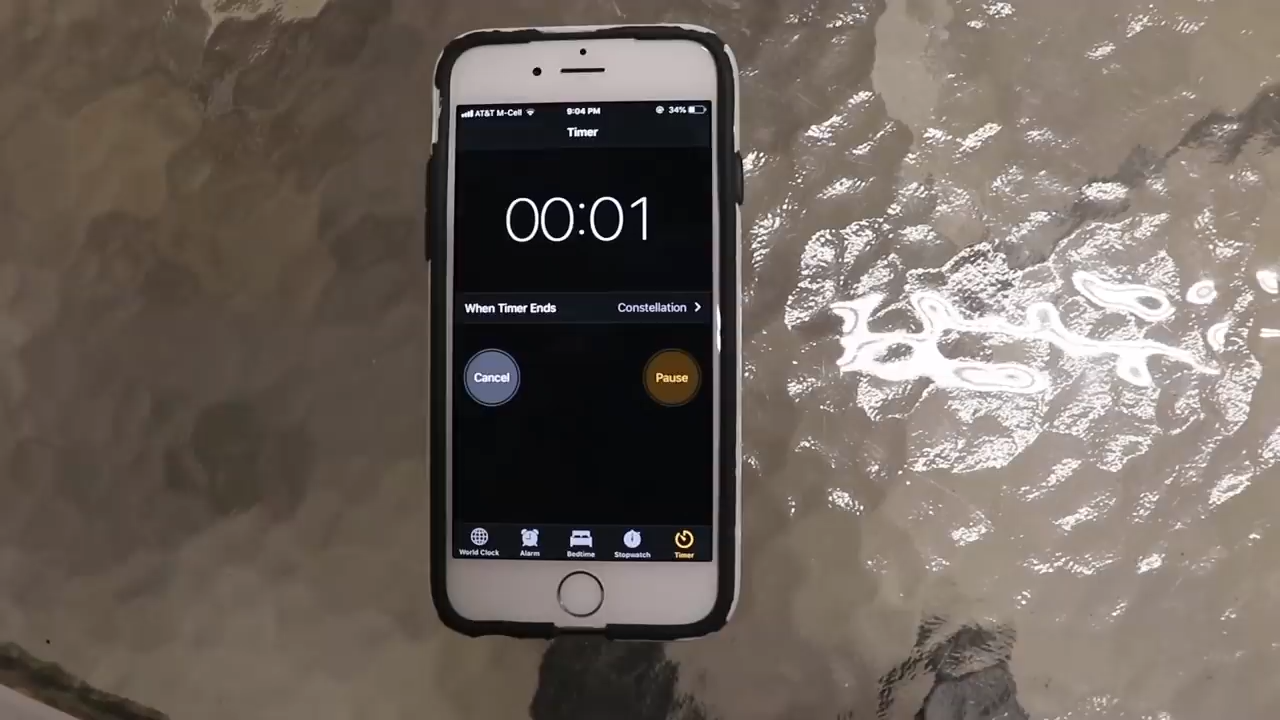 AT&T M-Cell 9:04 PM 34%
Timer
00:01
When Timer Ends Constellation
Cancel Pause
World Clock Alarm Bedtime Stopwatch Timer